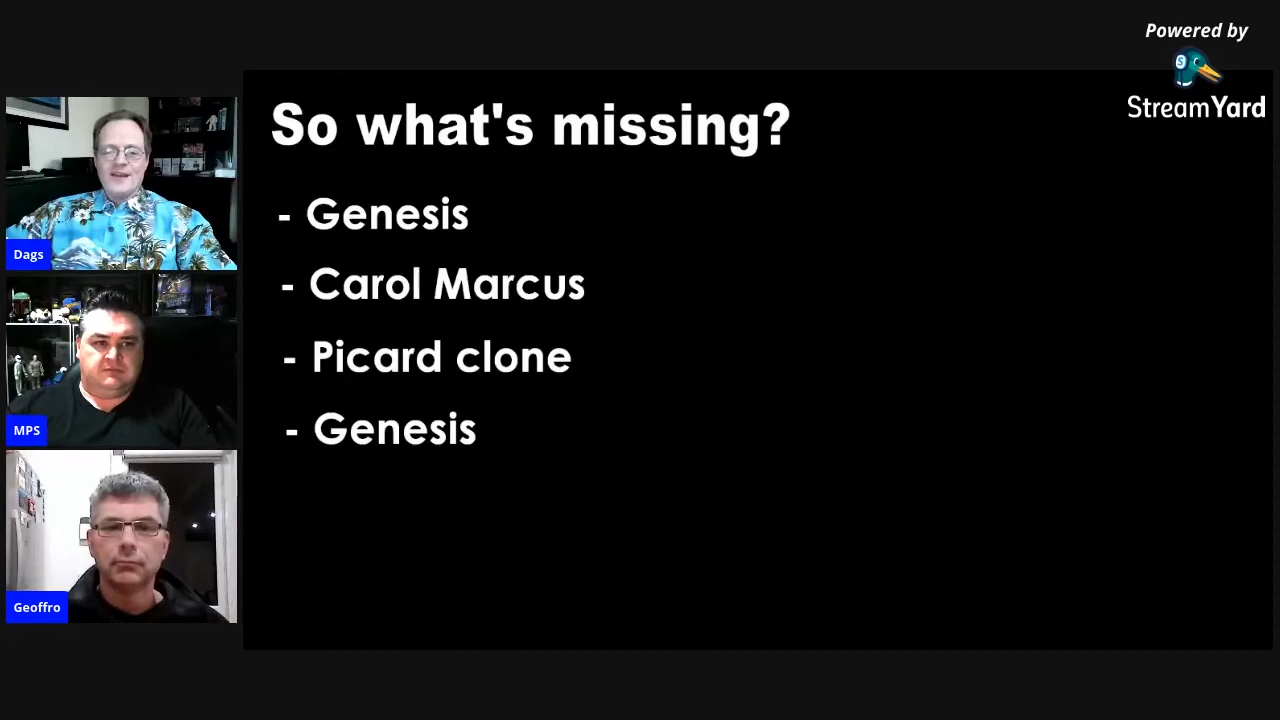 Powered by
StreamYard
So what's missing?
- Genesis
- Carol Marcus
- Picard clone
- Genesis
Dags
MPS
Geoffro